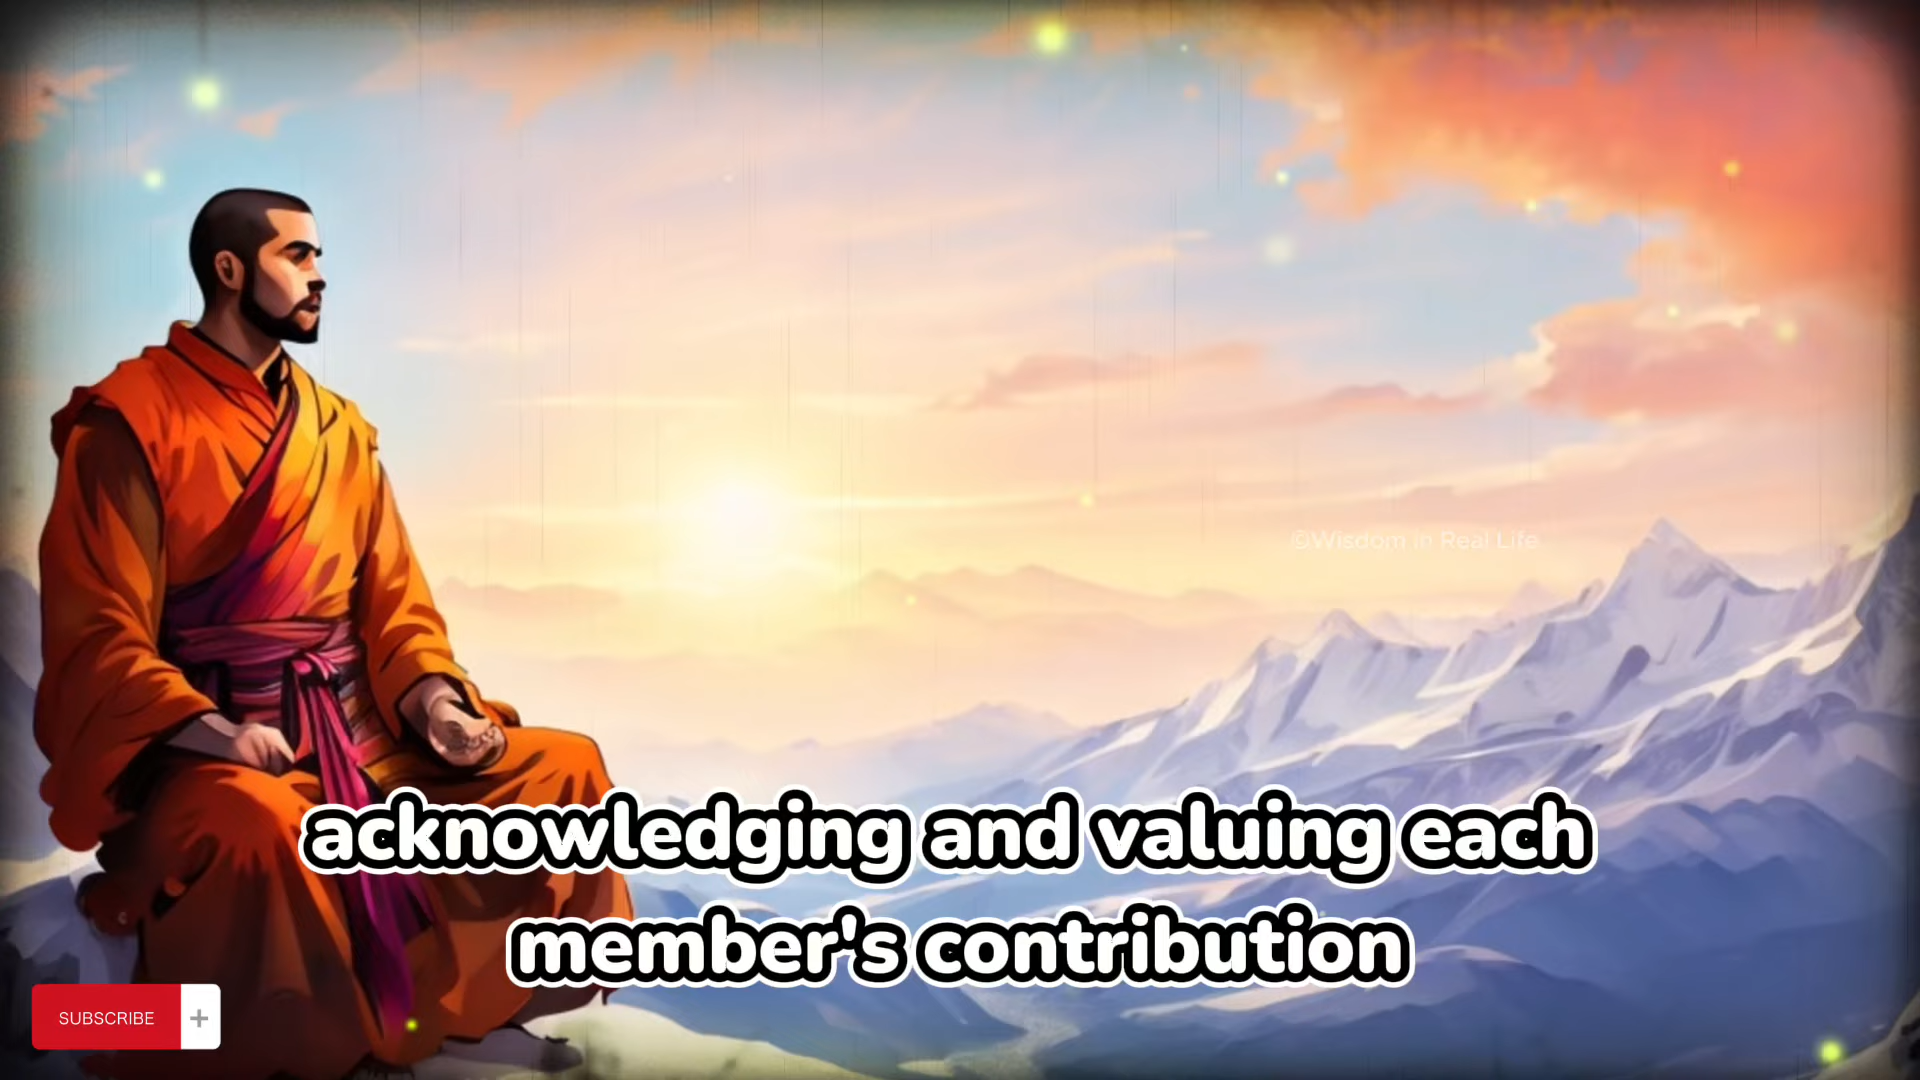 ©Wisdom in Real Life
acknowledging and valuing each
member's contribution
SUBSCRIBE +